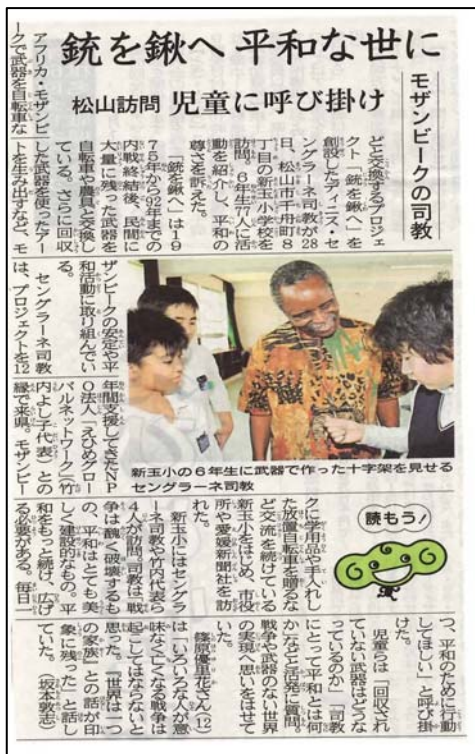 銃を鍬へ 平和な世に
松山訪問 児童に呼び掛け
モザンビークの司教
アフリカ・モザンビ
ークで武器を自転車な
どと交換するプロジェ
クト「銃を鍬へ」を
創設したディニス・セ
ングラーネ司教が28
日、松山市千舟町8
丁目の新玉小学校を
訪問。6年生77人に活
動を紹介し、平和の
尊さを訴えた。
「銃を鍬へ」は19
75年から92年までの
内戦終結後、民間に
大量に残った武器を
自転車や農具と交換し
ている。さらに回収
した武器を使ったアー
トを生み出すなど、モ
ザンビークの安定や平
和活動に取り組んでい
る。
セングラーネ司教
は、プロジェクトを12
年間支援してきたNP
O法人「えひめグロー
バルネットワーク」(竹
内よし子代表)との
縁で来県。モザンビー
クに学用品や手入れし
た放置自転車を贈るな
ど交流を続けている
新玉小をはじめ、市役
所や愛媛新聞社を訪
れた。
新玉小にはセングラ
ーネ司教や竹内代表ら
4人が訪問。司教は「戦
争は醜く破壊するも
の、平和はとても美
しく建設的なもの。平
和をもっと続け、広げ
る必要がある。毎日一
つ、平和のために行動
してほしい」と呼び掛
けた。
児童らは「回収され
ていない武器はどうな
っているのか」「司教
にとって平和とは何
か」などと活発に質問。
戦争や武器のない世界
の実現へ思いをはせて
いた。
篠原優里花さん(12)
は「いろいろな人が意
味なく亡くなる戦争は
起こしてはならないと
思った。『世界は一つ
の家族』との話が印
象に残った」と話し
ていた。(坂本敦志)
新玉小の6年生に武器で作った十字架を見せる
セングラーネ司教
読もう!